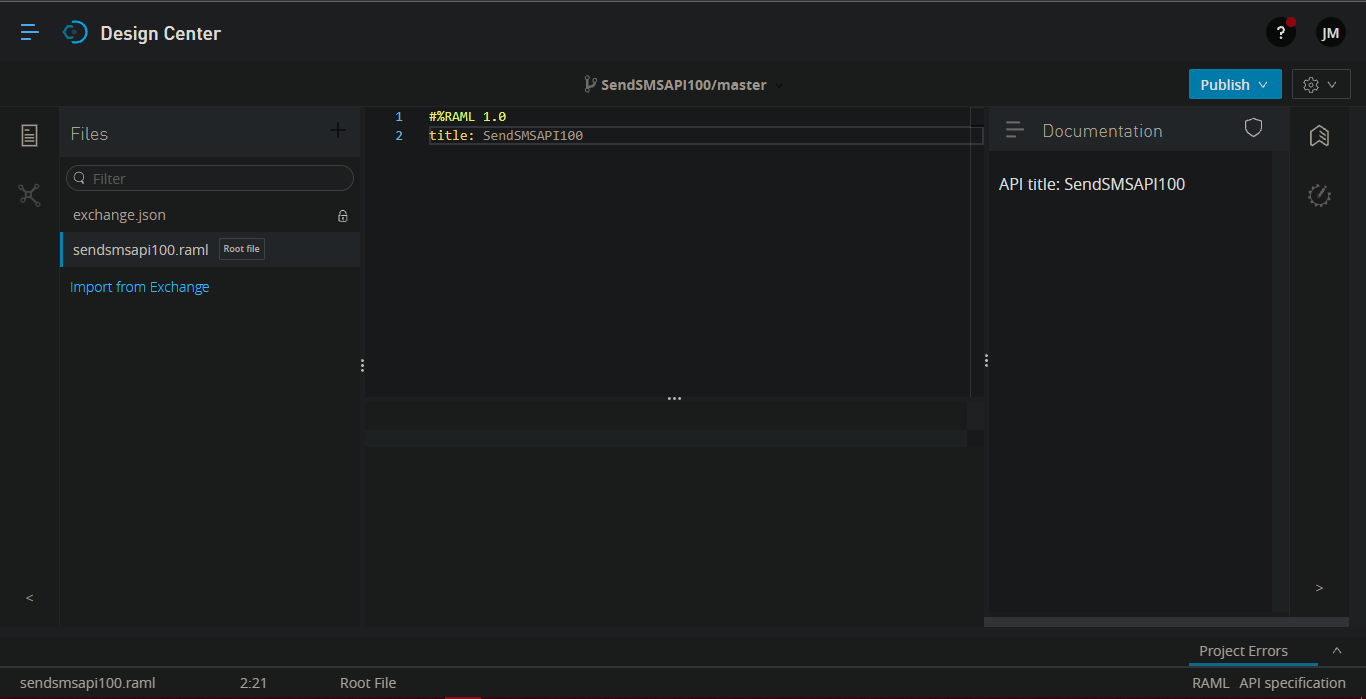 Design Center
?
JM
SendSMSAPI100/master
Publish
Files
Filter
exchange.json
sendsmsapi100.raml Root file
Import from Exchange
1 #%RAML 1.0
2 title: SendSMSAPI100
Documentation
API title: SendSMSAPI100
<
>
Project Errors
sendsmsapi100.raml 2:21 Root File RAML API specification